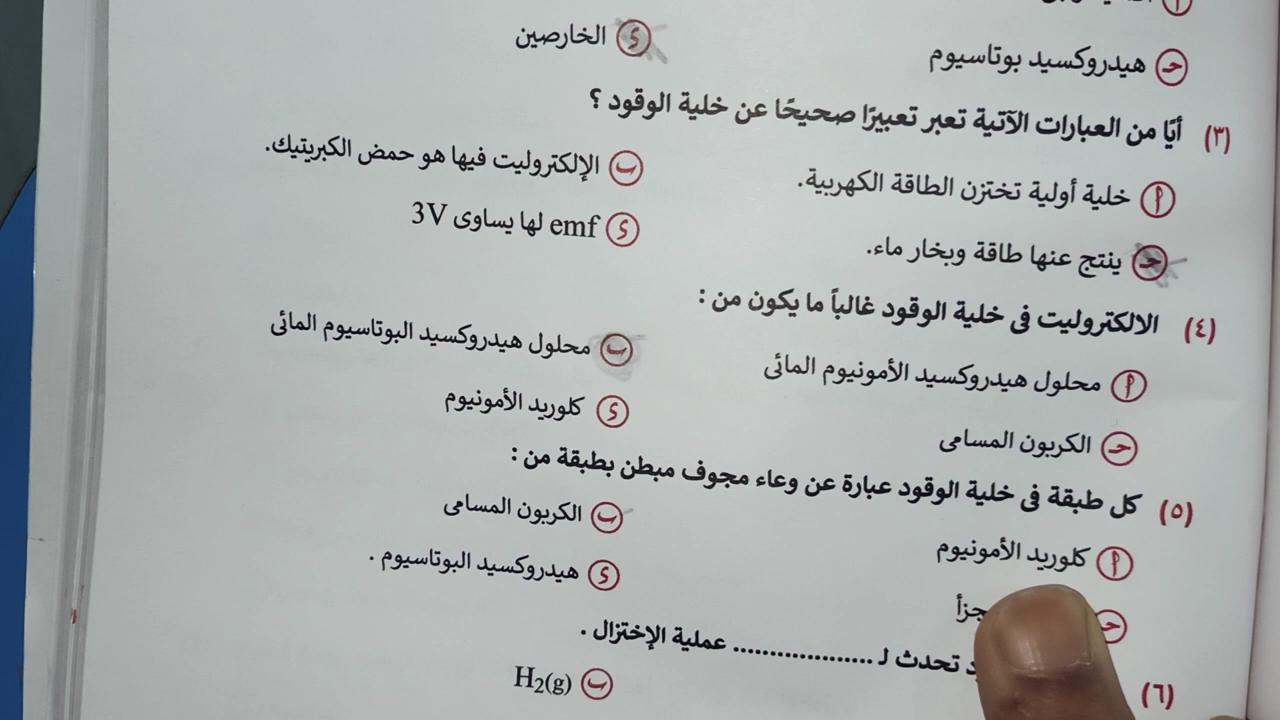 حـ هيدروكسيد بوتاسيوم
د الخارصين
(٣) أيًا من العبارات الآتية تعبر تعبيرًا صحيحًا عن خلية الوقود ؟
أ خلية أولية تختزن الطاقة الكهربية.
ب الإلكتروليت فيها هو حمض الكبريتيك.
حـ ينتج عنها طاقة وبخار ماء.
د emf لها يساوى 3V
(٤) الالكتروليت فى خلية الوقود غالباً ما يكون من :
أ محلول هيدروكسيد الأمونيوم المائى
ب محلول هيدروكسيد البوتاسيوم المائى
حـ الكربون المسامى
د كلوريد الأمونيوم
(٥) كل طبقة فى خلية الوقود عبارة عن وعاء مجوف مبطن بطبقة من :
أ كلوريد الأمونيوم
ب الكربون المسامى
حـ
د هيدروكسيد البوتاسيوم .
(٦) تحدث لـ ................... عملية الإختزال .
ب H2(g)